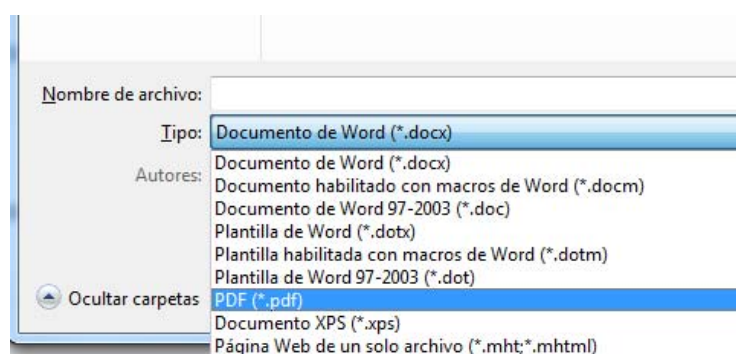 Nombre de archivo:
Tipo: Documento de Word (*.docx)
Autores:
Documento de Word (*.docx)
Documento habilitado con macros de Word (*.docm)
Documento de Word 97-2003 (*.doc)
Plantilla de Word (*.dotx)
Plantilla habilitada con macros de Word (*.dotm)
Plantilla de Word 97-2003 (*.dot)
Ocultar carpetas
PDF (*.pdf)
Documento XPS (*.xps)
Página Web de un solo archivo (*.mht;*.mhtml)